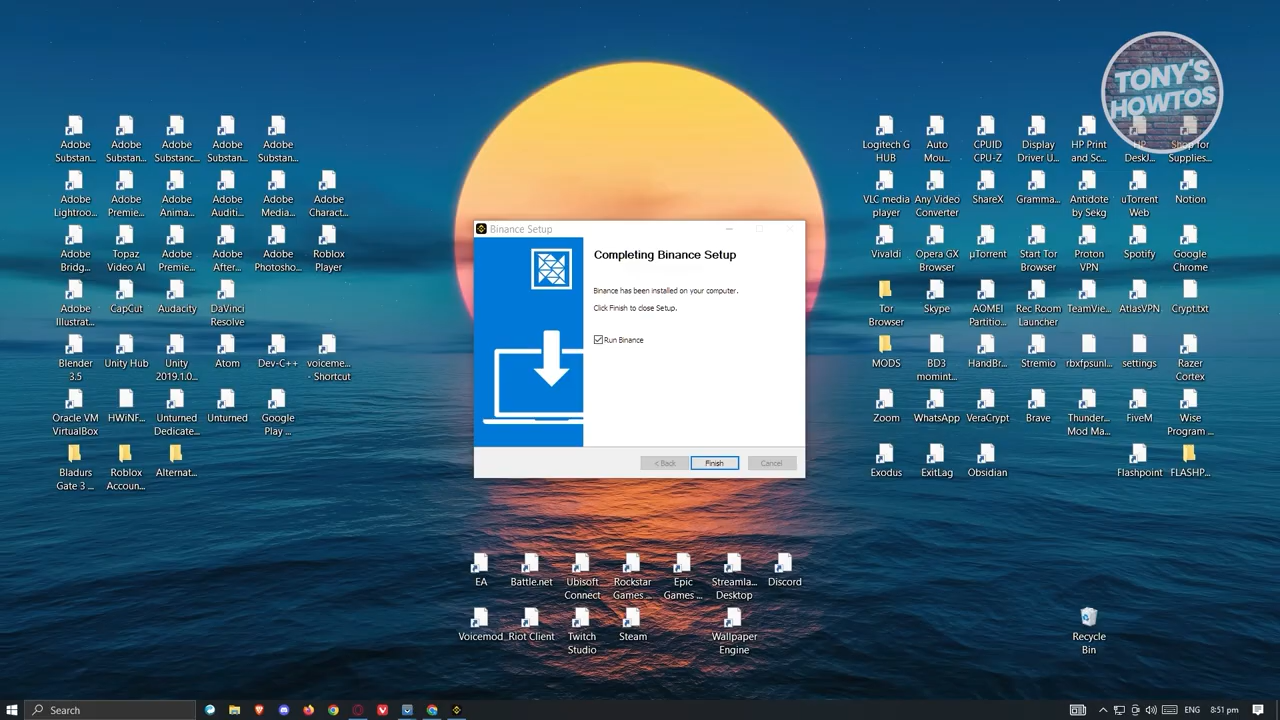 TONY'S
HOWTOS
Adobe Substan...
Adobe Substan...
Adobe Substanc...
Adobe Substan...
Adobe Substan...
Adobe Lightroo...
Adobe Premie...
Adobe Anima...
Adobe Auditi...
Adobe Media...
Adobe Charact...
Adobe Bridg...
Topaz Video AI
Adobe Premie...
Adobe After...
Adobe Photosho...
Roblox Player
Adobe Illustrat...
CapCut
Audacity
DaVinci Resolve
Blender 3.5
Unity Hub
Unity 2019.1.0...
Atom
Dev-C++
voiceme... - Shortcut
Oracle VM VirtualBox
HWiNF...
Unturned Dedicate...
Unturned
Google Play ...
Bladurs Gate 3 ...
Roblox Accoun...
Alternat...
Binance Setup
Completing Binance Setup
Binance has been installed on your computer.
Click Finish to close Setup.
Run Binance
< Back
Finish
Cancel
Logitech G HUB
Auto Mou...
CPUID CPU-Z
Display Driver U...
HP Print and Sc...
HP DeskJ...
Shop for Supplies...
VLC media player
Any Video Converter
ShareX
Gramma...
Antidote by Sekg
uTorrent Web
Notion
Vivaldi
Opera GX Browser
µTorrent
Start Tor Browser
Proton VPN
Spotify
Google Chrome
Tor Browser
Skype
AOMEI Partitio...
Rec Room Launcher
TeamVie...
AtlasVPN
Crypt.txt
MODS
BD3 momint...
HandBr...
Stremio
rbxfpsunl...
settings
Razer Cortex
Zoom
WhatsApp
VeraCrypt
Brave
Thunder... Mod Ma...
FiveM
Wise Program ...
Exodus
ExitLag
Obsidian
Flashpoint
FLASHP...
EA
Battle.net
Ubisoft Connect
Rockstar Games ...
Epic Games ...
Streamla... Desktop
Discord
Voicemod
Riot Client
Twitch Studio
Steam
Wallpaper Engine
Recycle Bin
Search
ENG
8:51 pm